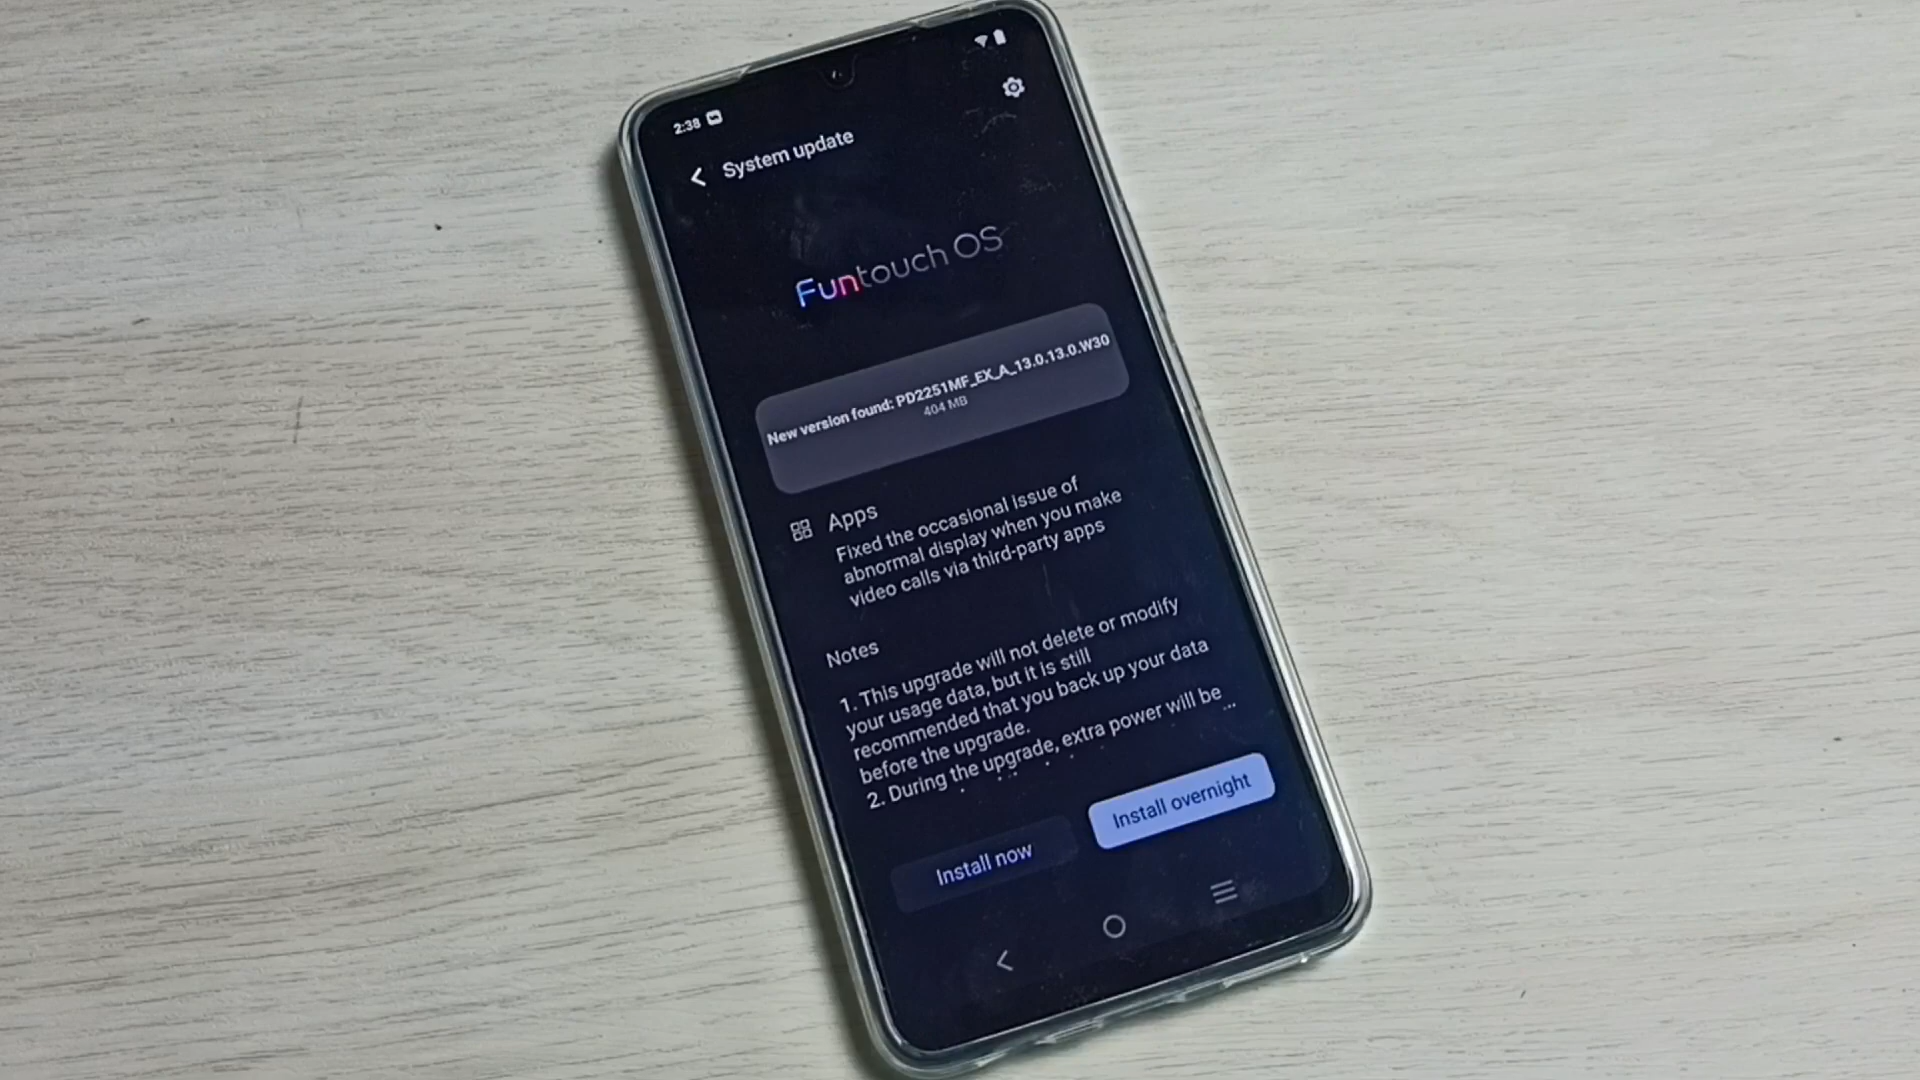 2:38
System update
Funtouch OS
New version found: PD2251MF_EX_A_13.0.13.0.W30
404 MB
Apps
Fixed the occasional issue of
abnormal display when you make
video calls via third-party apps
Notes
1. This upgrade will not delete or modify
your usage data, but it is still
recommended that you back up your data
before the upgrade.
2. During the upgrade, extra power will be
...
Install now
Install overnight